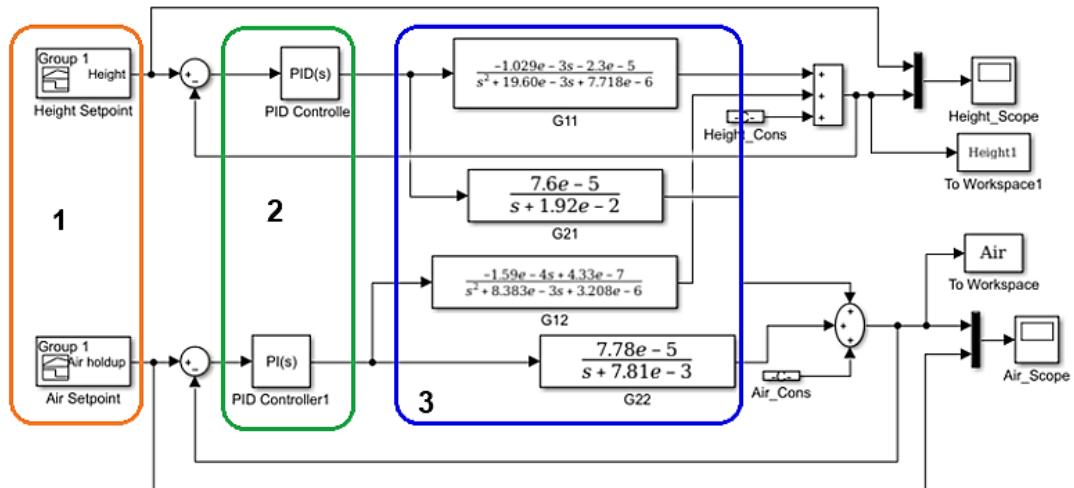 Group 1
Height
Height Setpoint
+
-
PID(s)
PID Controlle
-1.029e - 3s - 2.3e - 5
s² + 19.60e - 3s + 7.718e - 6
G11
+
+
+
-C-
Height_Cons
Height_Scope
Height1
To Workspace1
1
2
7.6e - 5
s + 1.92e - 2
G21
-1.59e - 4s + 4.33e - 7
s² + 8.383e - 3s + 3.208e - 6
G12
Air
To Workspace
Group 1
Air holdup
Air Setpoint
+
-
PI(s)
PID Controller1
3
7.78e - 5
s + 7.81e - 3
G22
+
+
+
-C-
Air_Cons
Air_Scope